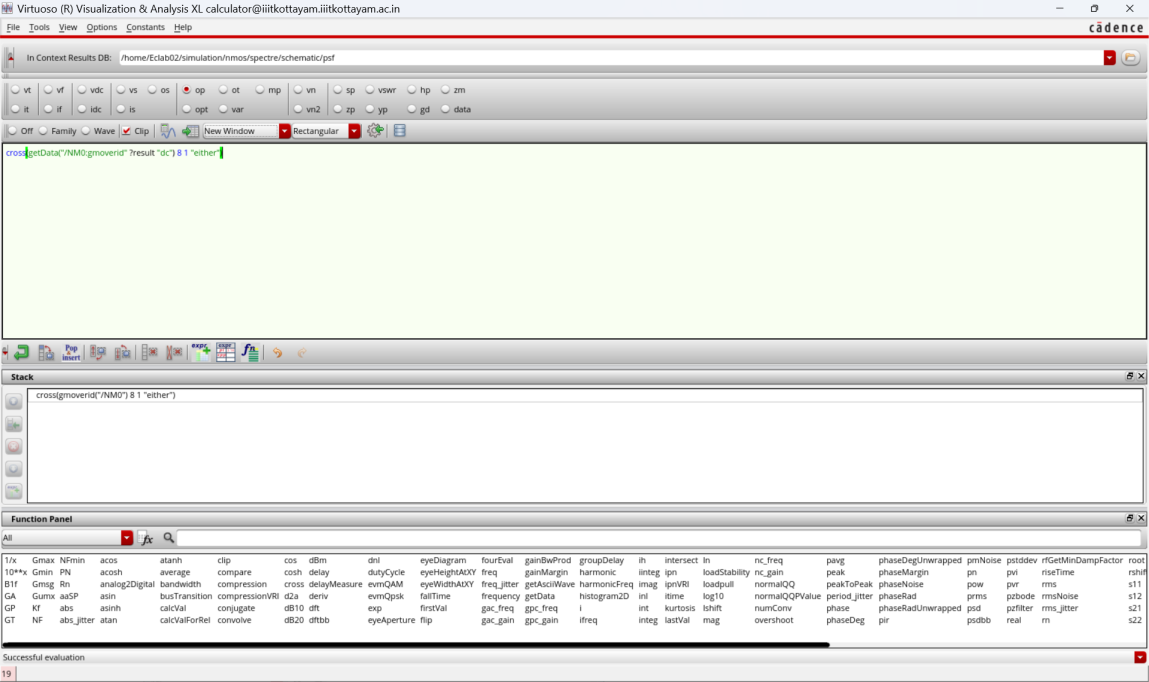 Virtuoso (R) Visualization & Analysis XL calculator@iiitkottayam.iiitkottayam.ac.in
File Tools View Options Constants Help
cādence
In Context Results DB: /home/Eclab02/simulation/nmos/spectre/schematic/psf
vt vf vdc vs os op ot mp vn sp vswr hp zm
it if idc is opt var vn2 zp yp gd data
Off Family Wave Clip New Window Rectangular
cross(getData("/NM0:gmoverid" ?result "dc") 8 1 "either")
Pop & insert expr expr fn
Stack
cross(gmoverid("/NM0") 8 1 "either")
Function Panel
All fx
1/x Gmax NFmin acos atanh clip cos dBm dnl eyeDiagram fourEval gainBwProd groupDelay ih intersect ln nc_freq pavg phaseDegUnwrapped pmNoise pstddev rfGetMinDampFactor root
10**x Gmin PN acosh average compare cosh delay dutyCycle eyeHeightAtXY freq gainMargin harmonic iinteg ipn loadStability nc_gain peak phaseMargin pn pvi riseTime rshif
B1f Gmsg Rn analog2Digital bandwidth compression cross delayMeasure evmQAM eyeWidthAtXY freq_jitter getAsciiWave harmonicFreq imag ipnVRI loadpull normalQQ peakToPeak phaseNoise pow pvr rms s11
GA Gumx aaSP asin busTransition compressionVRI d2a deriv evmQpsk fallTime frequency getData histogram2D inl itime log10 normalQQPValue period_jitter phaseRad prms pzbode rmsNoise s12
GP Kf abs asinh calcVal conjugate dB10 dft exp firstVal gac_freq gpc_freq i int kurtosis lshift numConv phase phaseRadUnwrapped psd pzfilter rms_jitter s21
GT NF abs_jitter atan calcValForRel convolve dB20 dftbb eyeAperture flip gac_gain gpc_gain ifreq integ lastVal mag overshoot phaseDeg pir psdbb real rn s22
Successful evaluation
19